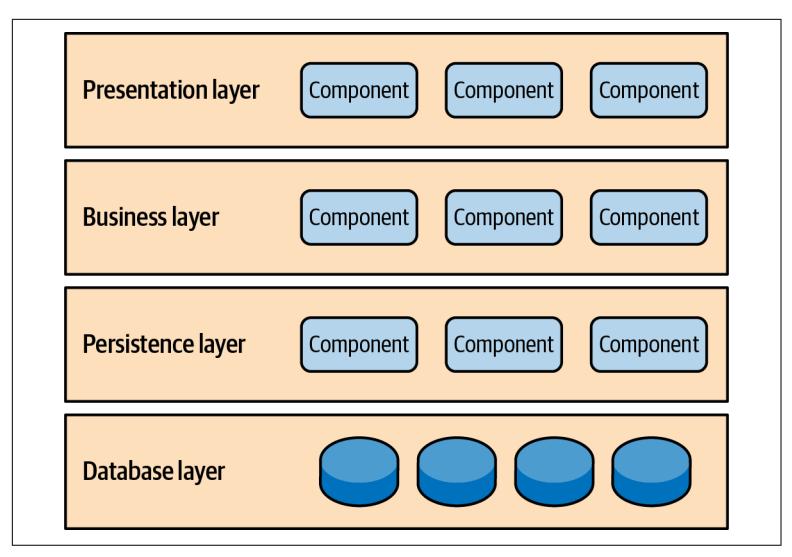 Presentation layer Component Component Component
Business layer Component Component Component
Persistence layer Component Component Component
Database layer